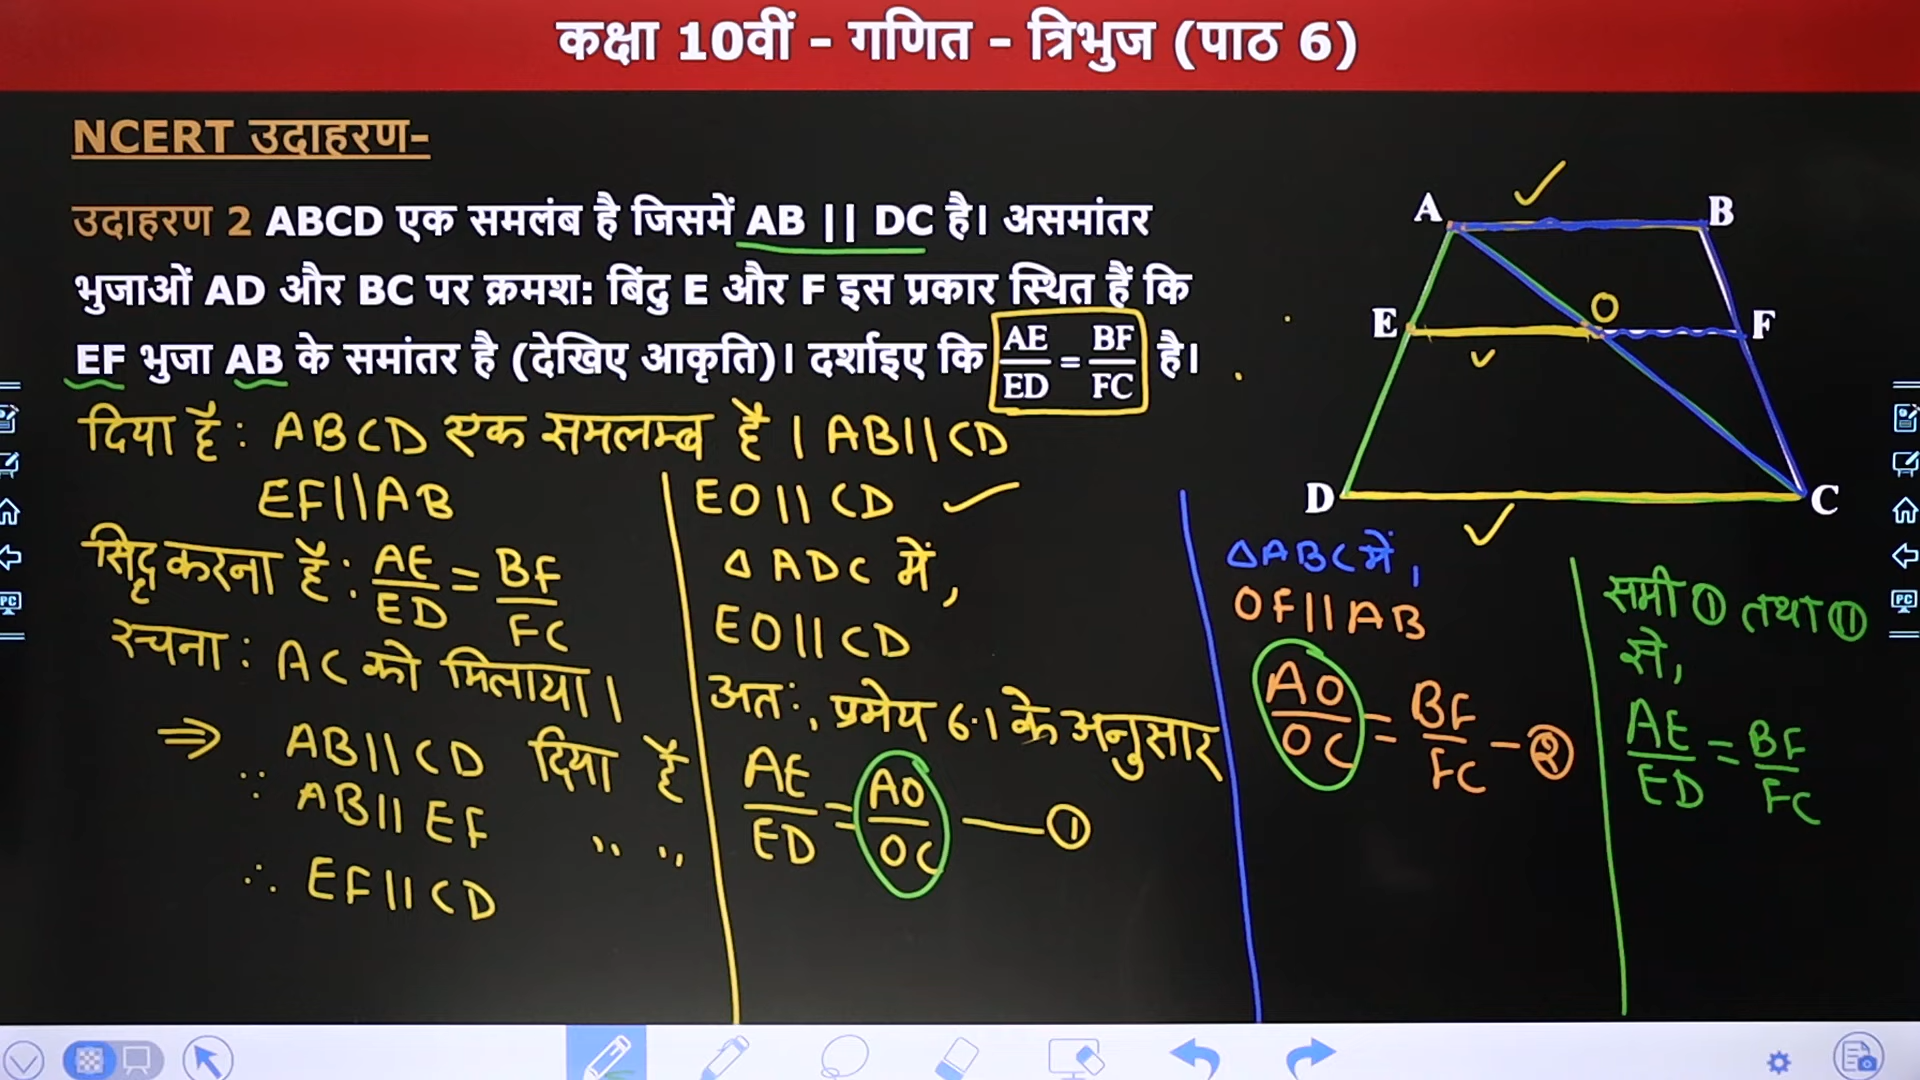 कक्षा 10वीं - गणित - त्रिभुज (पाठ 6)
NCERT उदाहरण-
उदाहरण 2 ABCD एक समलंब है जिसमें AB || DC है। असमांतर
भुजाओं AD और BC पर क्रमश: बिंदु E और F इस प्रकार स्थित हैं कि
EF भुजा AB के समांतर है (देखिए आकृति)। दर्शाइए कि AE/ED = BF/FC है।
दिया है : ABCD एक समलम्ब है । AB||CD
EF||AB
सिद्ध करना है : AE/ED = BF/FC
रचना : AC को मिलाया।
⇒ AB||CD दिया है
∵ AB||EF " "
∴ EF||CD
EO||CD ✓
△ADC में,
EO||CD
अतः, प्रमेय 6.1 के अनुसार
AE/ED = AO/OC — ①
△ABC में,
OF||AB
AO/OC = BF/FC — ②
समी ① तथा ⑪
से,
AE/ED = BF/FC
A
B
E
O
F
D
C
PC
PC